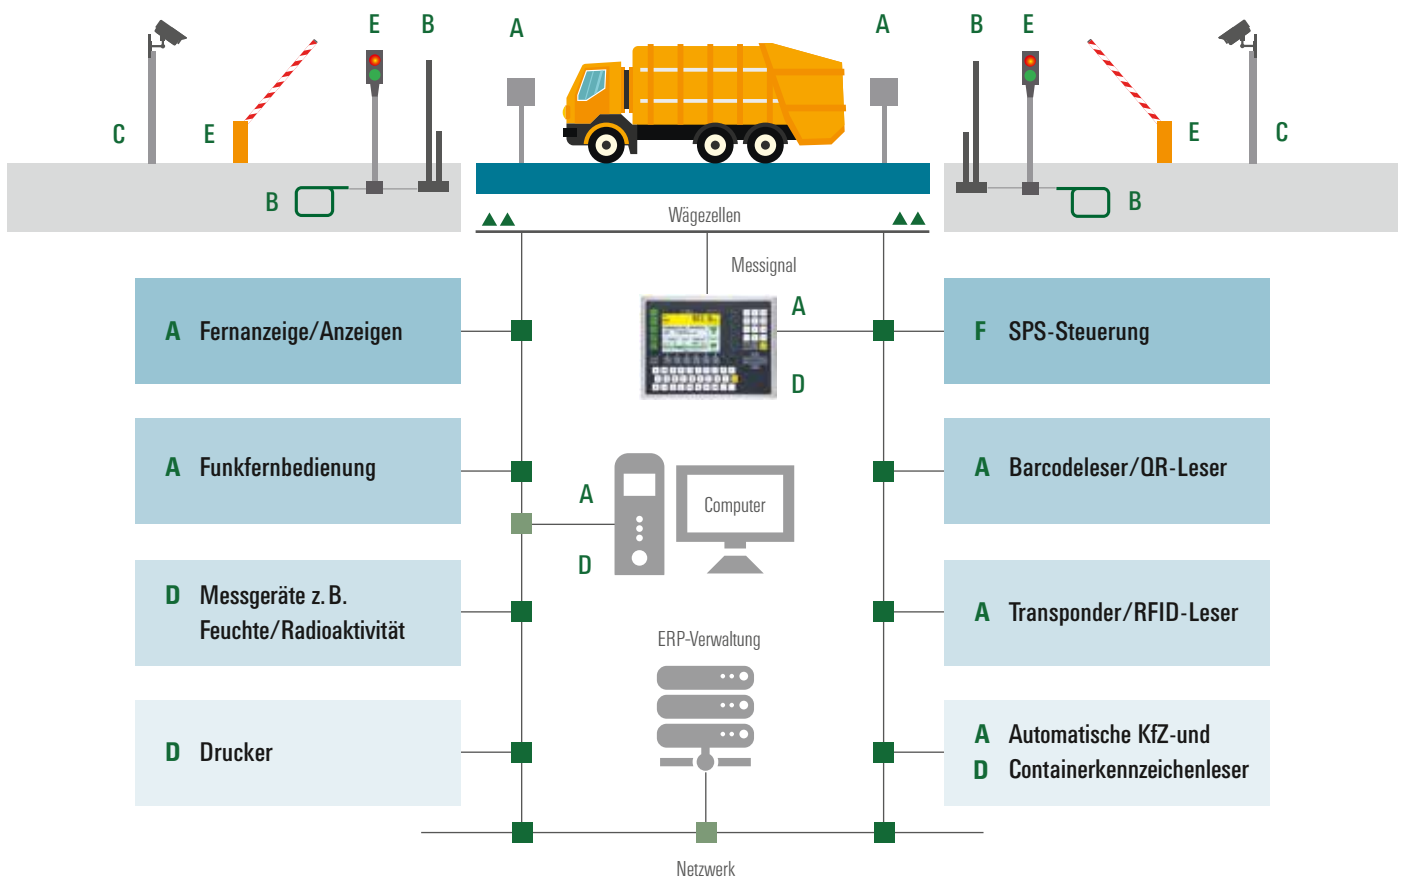 E
B
A
A
B
E
C
E
E
C
B
B
Wägezellen
Messignal
A
D
A Fernanzeige/Anzeigen
F SPS-Steuerung
A Funkfernbedienung
A Barcodeleser/QR-Leser
A
Computer
D
D Messgeräte z. B.
Feuchte/Radioaktivität
A Transponder/RFID-Leser
ERP-Verwaltung
D Drucker
A Automatische KfZ-und
D Containerkennzeichenleser
Netzwerk